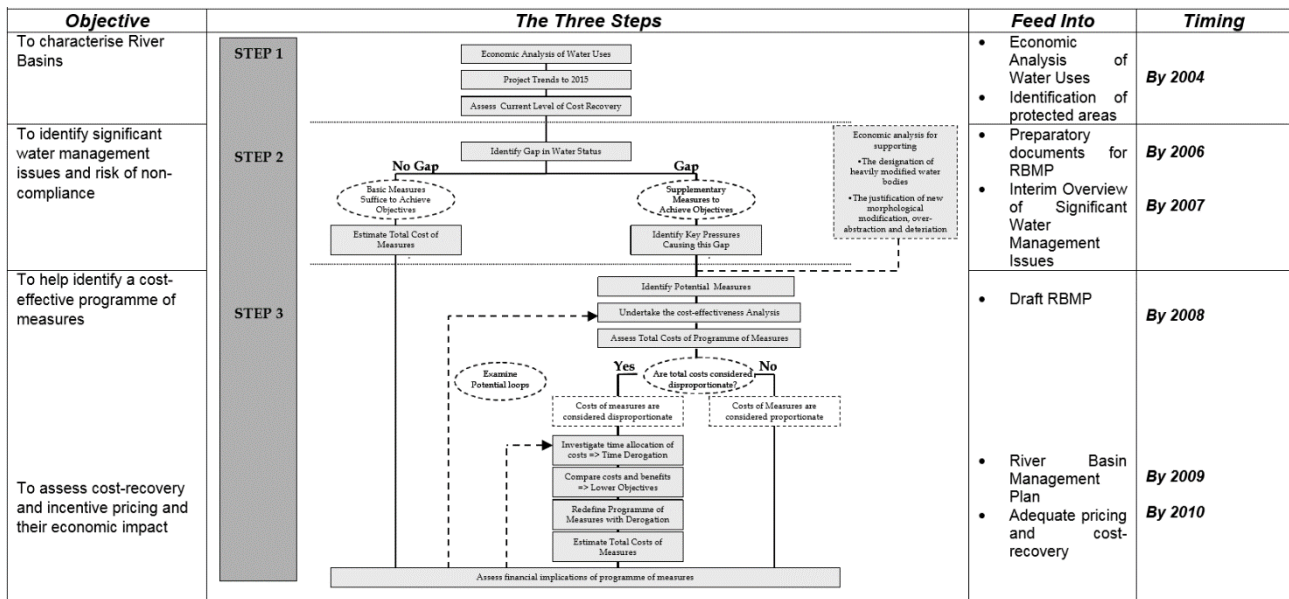 Objective
The Three Steps
Feed Into
Timing
To characterise River
Basins
STEP 1
Economic Analysis of Water Uses
Project Trends to 2015
Assess Current Level of Cost Recovery
• Economic
Analysis of
Water Uses
• Identification of
protected areas
By 2004
To identify significant
water management
issues and risk of non-
compliance
STEP 2
Identify Gap in Water Status
No Gap
Gap
Basic Measures
Suffice to Achieve
Objectives
Supplementary
Measures to
Achieve Objectives
Estimate Total Cost of
Measures
Identify Key Pressures
Causing this Gap
Economic analysis for
supporting
•The designation of
heavily modified water
bodies
•The justification of new
morphological
modification, over-
abstraction and deteriation
• Preparatory
documents for
RBMP
• Interim Overview
of Significant
Water
Management
Issues
By 2006
By 2007
To help identify a cost-
effective programme of
measures
STEP 3
Identify Potential Measures
Undertake the cost-effectiveness Analysis
Assess Total Costs of Programme of Measures
Examine
Potential loops
Yes
Are total costs considered
disproportionate?
No
Costs of measures are
considered disproportionate
Costs of Measures are
considered proportionate
Investigate time allocation of
costs => Time Derogation
Compare costs and benefits
=> Lower Objectives
Redefine Programme of
Measures with Derogation
Estimate Total Costs of
Measures
Assess financial implications of programme of measures
• Draft RBMP
By 2008
To assess cost-recovery
and incentive pricing and
their economic impact
• River Basin
Management
Plan
• Adequate pricing
and cost-
recovery
By 2009
By 2010